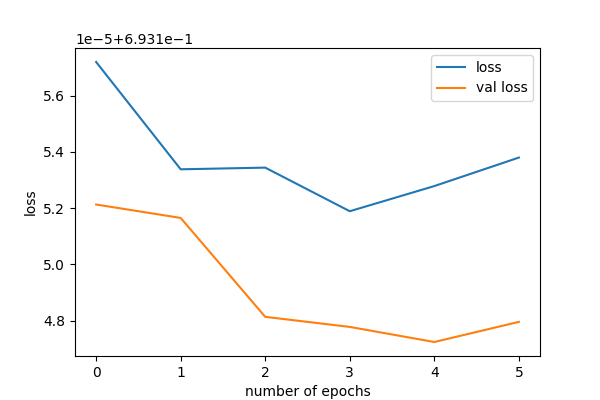 1e−5+6.931e−1
loss
val loss
5.6
5.4
5.2
5.0
4.8
loss
0 1 2 3 4 5
number of epochs